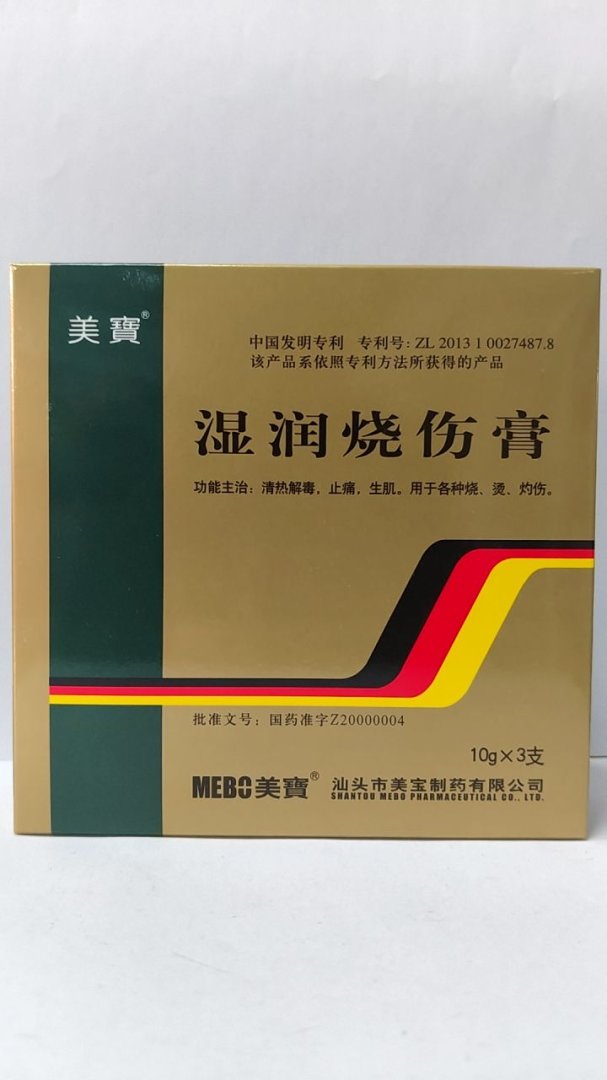 美寶®
中国发明专利 专利号：ZL 2013 1 0027487.8
该产品系依照专利方法所获得的产品
湿润烧伤膏
功能主治：清热解毒，止痛，生肌。用于各种烧、烫、灼伤。
批准文号：国药准字Z20000004
10g×3支
MEBO美寶® 汕头市美宝制药有限公司
SHANTOU MEBO PHARMACEUTICAL CO., LTD.